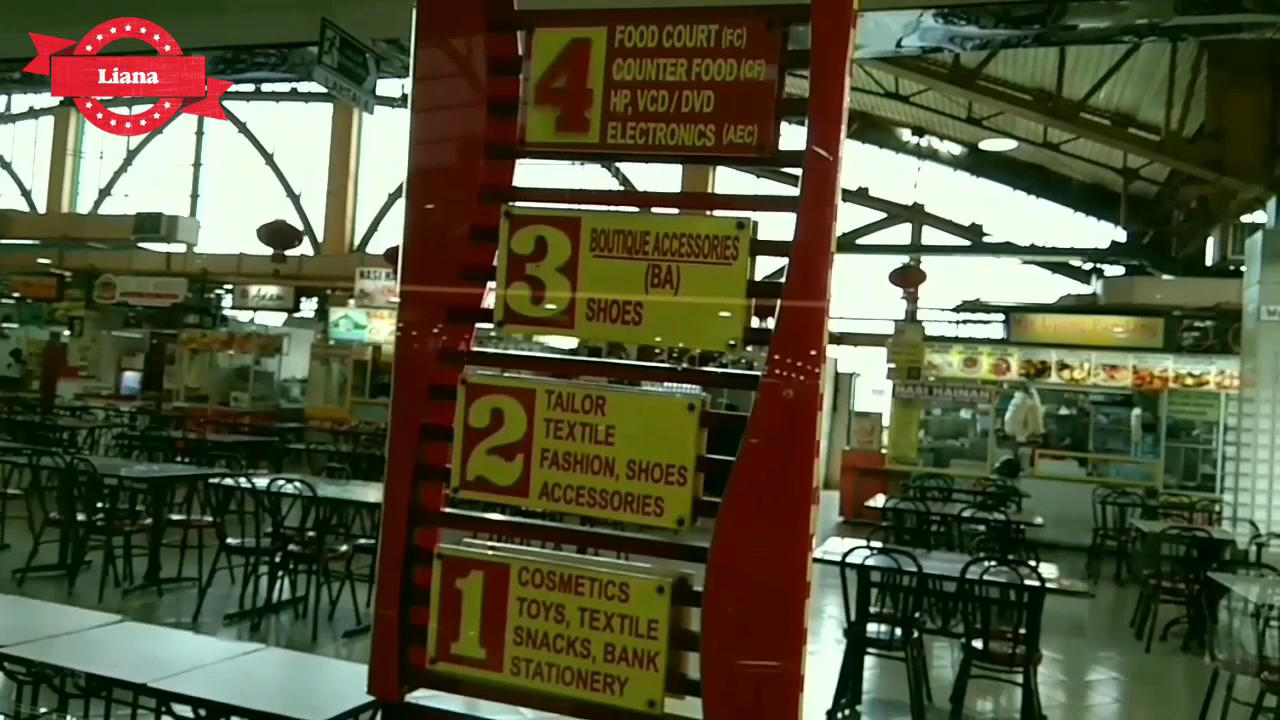 Liana
4
FOOD COURT (FC)
COUNTER FOOD (CF)
HP, VCD / DVD
ELECTRONICS (AEC)
3
BOUTIQUE ACCESSORIES
(BA)
SHOES
2
TAILOR
TEXTILE
FASHION, SHOES
ACCESSORIES
1
COSMETICS
TOYS, TEXTILE
SNACKS, BANK
STATIONERY
NASI HAINAN